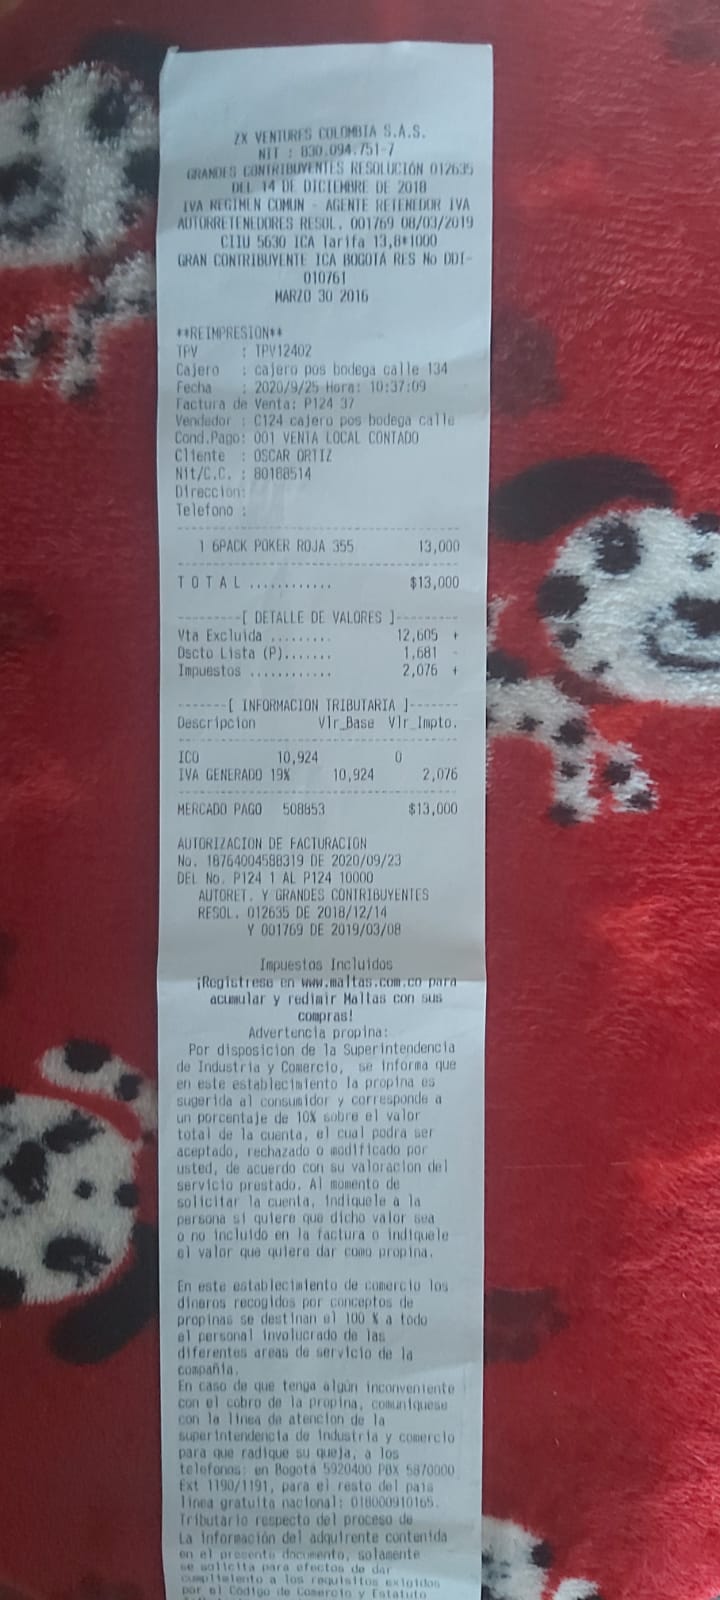 ZX VENTURES COLOMBIA S.A.S.
NIT : 830.094.751-7
GRANDES CONTRIBUYENTES RESOLUCIÓN 012635
DEL 14 DE DICIEMBRE DE 2018
IVA REGIMEN COMUN - AGENTE RETENEDOR IVA
AUTORRETENEDORES RESOL. 001769 08/03/2019
CIIU 5630 ICA Tarifa 13,8*1000
GRAN CONTRIBUYENTE ICA BOGOTÁ RES No DDI-
010761
MARZO 30 2016
**REIMPRESION**
TPV : TPV12402
Cajero : cajero pos bodega calle 134
Fecha : 2020/9/25 Hora: 10:37:09
Factura de Venta: P124 37
Vendedor : C124 cajero pos bodega calle
Cond.Pago: 001 VENTA LOCAL CONTADO
Cliente : OSCAR ORTIZ
Nit/C.C. : 80188514
Direccion:
Telefono :
1 6PACK POKER ROJA 355 13,000
T O T A L ............ $13,000
--------[ DETALLE DE VALORES ]--------
Vta Excluida ......... 12,605 +
Dscto Lista (P)....... 1,681 -
Impuestos ............ 2,076 +
-------[ INFORMACION TRIBUTARIA ]-------
Descripcion Vlr_Base Vlr_Impto.
ICO 10,924 0
IVA GENERADO 19% 10,924 2,076
MERCADO PAGO 508853 $13,000
AUTORIZACION DE FACTURACION
No. 18764004588319 DE 2020/09/23
DEL No. P124 1 AL P124 10000
AUTORET. Y GRANDES CONTRIBUYENTES
RESOL. 012635 DE 2018/12/14
Y 001769 DE 2019/03/08
Impuestos Incluidos
¡Regístrese en www.maltas.com.co para
acumular y redimir Maltas con sus
compras!
Advertencia propina:
Por disposicion de la Superintendencia
de Industria y Comercio, se informa que
en este establecimiento la propina es
sugerida al consumidor y corresponde a
un porcentaje de 10% sobre el valor
total de la cuenta, el cual podra ser
aceptado, rechazado o modificado por
usted, de acuerdo con su valoracion del
servicio prestado. Al momento de
solicitar la cuenta, indiquele a la
persona si quiere que dicho valor sea
o no incluido en la factura o indiquele
el valor que quiere dar como propina.
En este establecimiento de comercio los
dineros recogidos por conceptos de
propinas se destinan el 100 % a todo
el personal involucrado de las
diferentes areas de servicio de la
compañía.
En caso de que tenga algún inconveniente
con el cobro de la propina, comuníquese
con la linea de atencion de la
superintendencia de industria y comercio
para que radique su queja, a los
telefonos: en Bogotá 5920400 PBX 5870000
Ext 1190/1191, para el resto del pais
linea gratuita nacional: 018000910165.
Tributario respecto del proceso de
La información del adquirente contenida
en el presente documento, solamente
se solicita para efectos de dar
cumplimiento a los requisitos exigidos
por el Código de Comercio y Estatuto